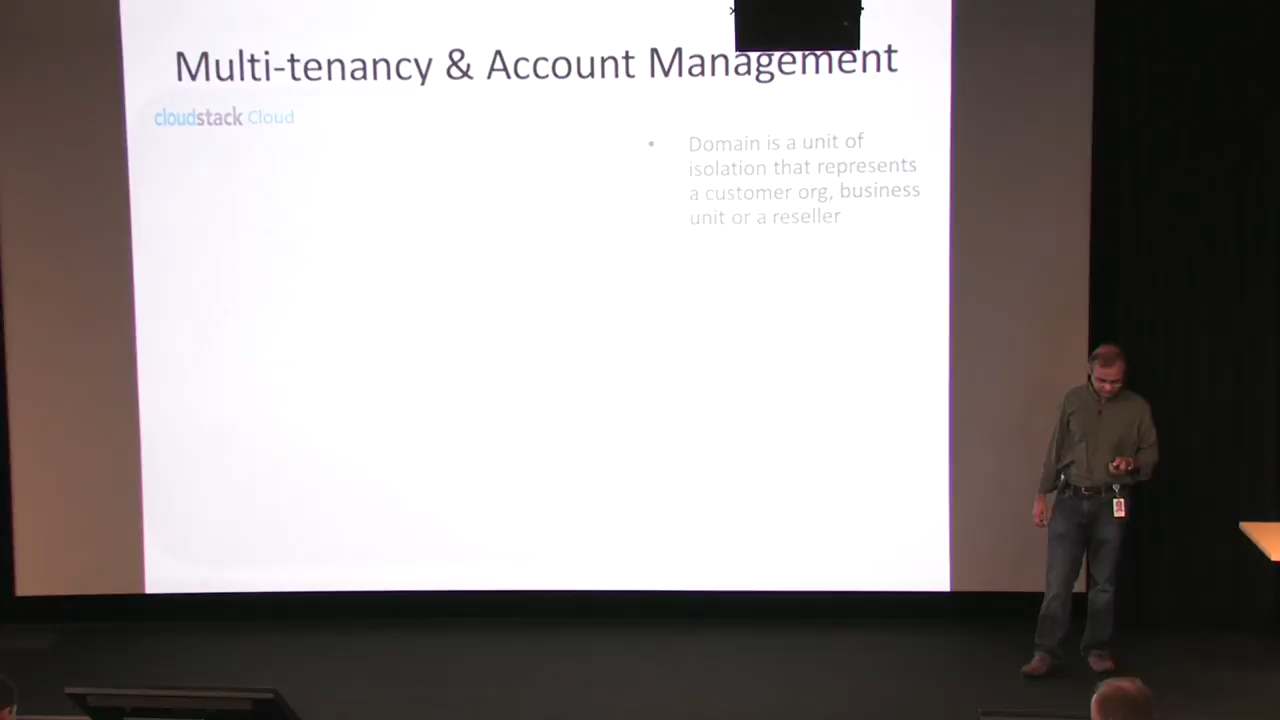 Multi-tenancy & Account Management
cloudstack Cloud
• Domain is a unit of
isolation that represents
a customer org, business
unit or a reseller